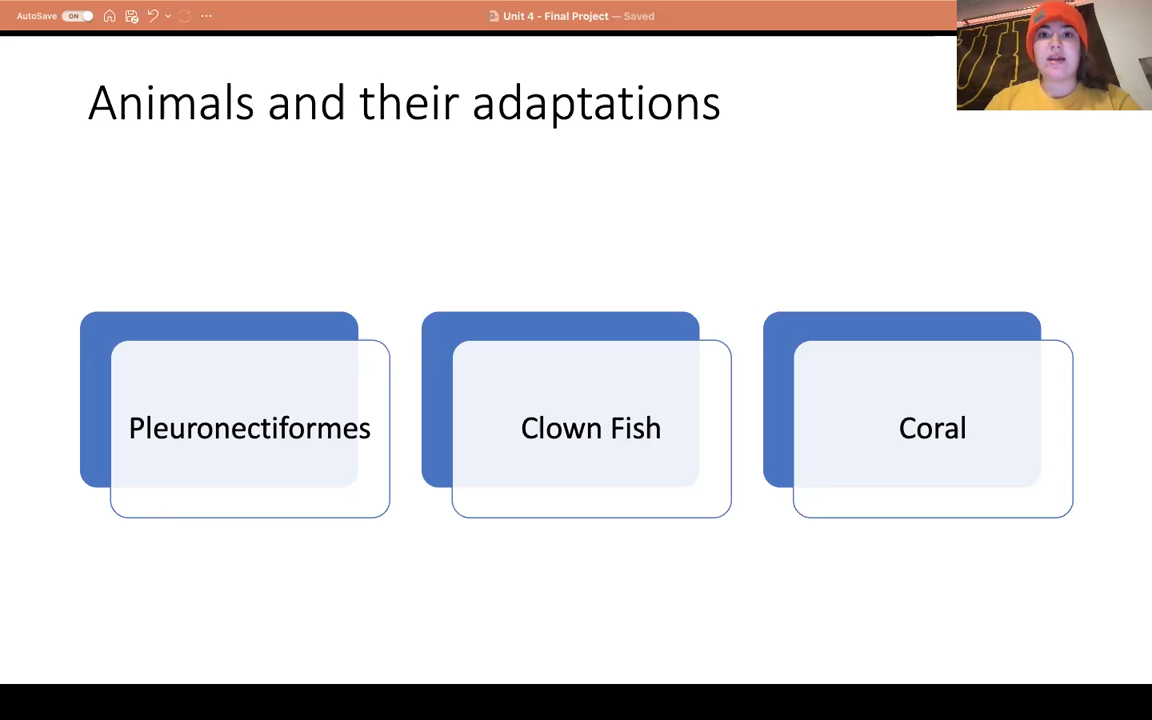 AutoSave ON ... Unit 4 - Final Project — Saved
Animals and their adaptations
Pleuronectiformes
Clown Fish
Coral